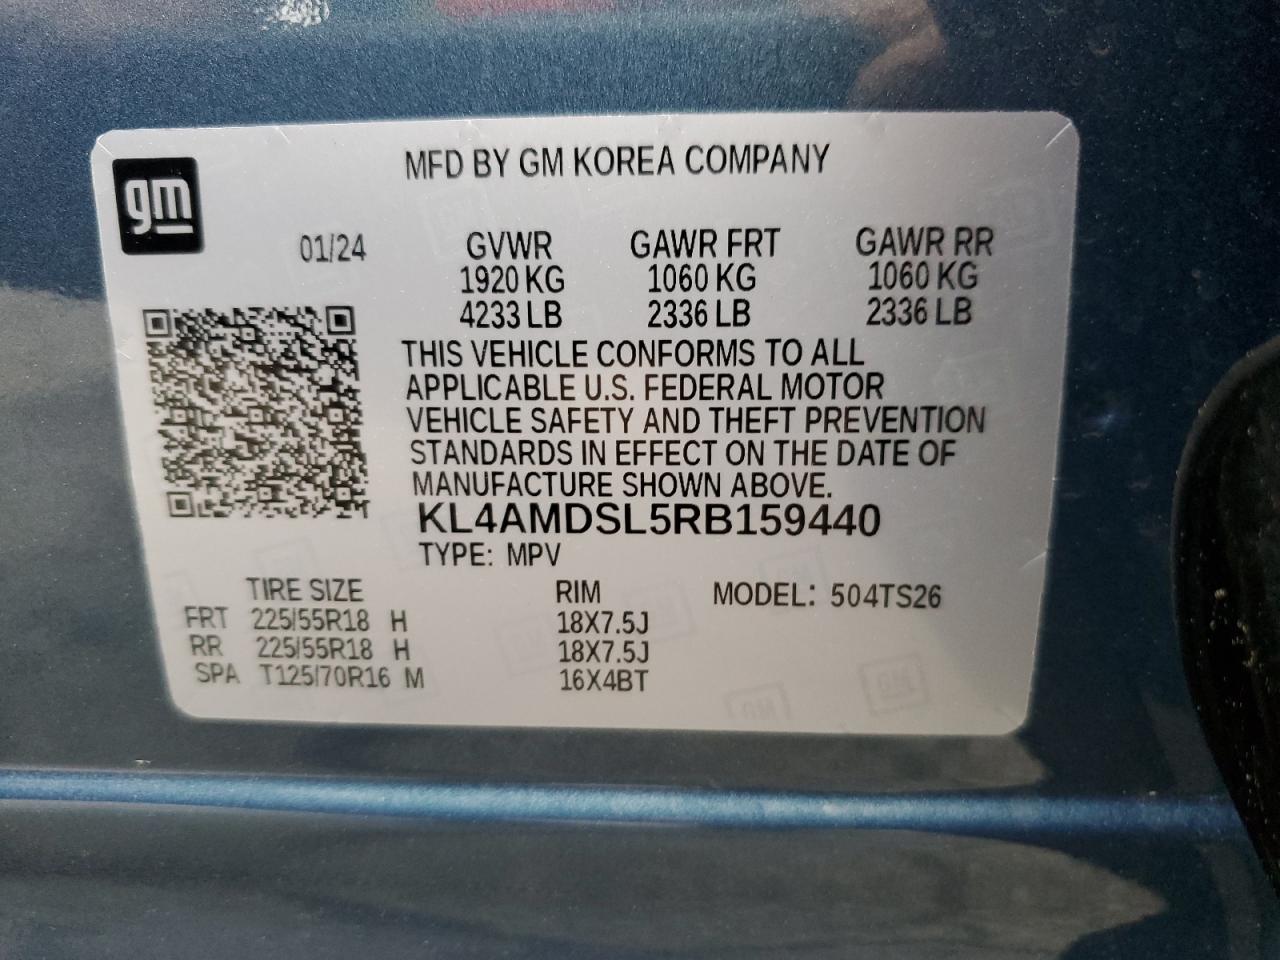 MFD BY GM KOREA COMPANY
gm
01/24 GVWR GAWR FRT GAWR RR
1920 KG 1060 KG 1060 KG
4233 LB 2336 LB 2336 LB
THIS VEHICLE CONFORMS TO ALL
APPLICABLE U.S. FEDERAL MOTOR
VEHICLE SAFETY AND THEFT PREVENTION
STANDARDS IN EFFECT ON THE DATE OF
MANUFACTURE SHOWN ABOVE.
KL4AMDSL5RB159440
TYPE: MPV
TIRE SIZE RIM MODEL: 504TS26
FRT 225/55R18 H 18X7.5J
RR 225/55R18 H 18X7.5J
SPA T125/70R16 M 16X4BT